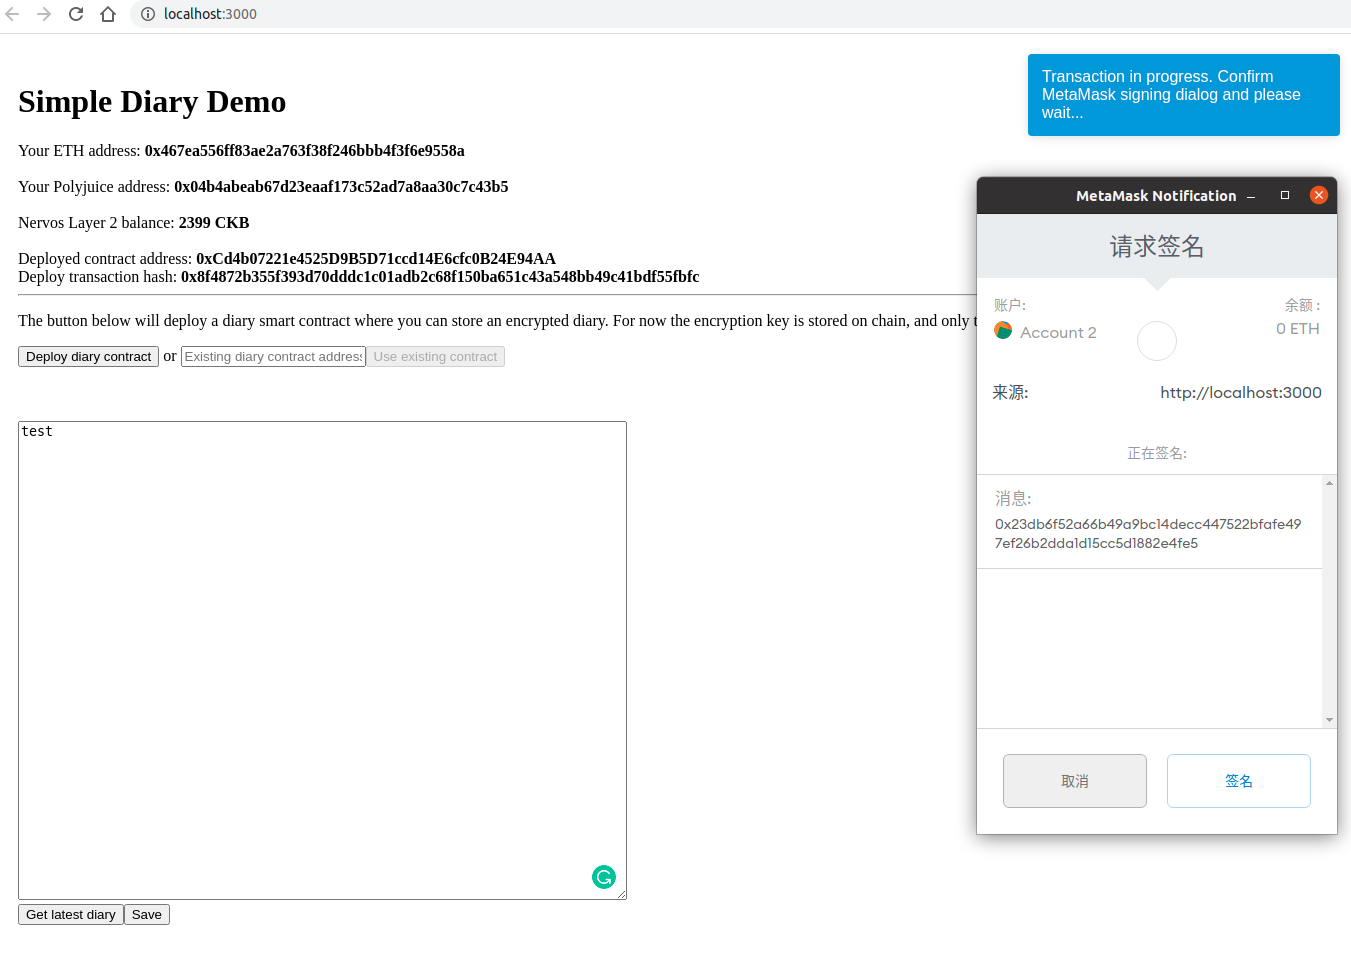 localhost:3000
Transaction in progress. Confirm
MetaMask signing dialog and please
wait...
Simple Diary Demo
Your ETH address: 0x467ea556ff83ae2a763f38f246bbb4f3f6e9558a
Your Polyjuice address: 0x04b4abeab67d23eaaf173c52ad7a8aa30c7c43b5
Nervos Layer 2 balance: 2399 CKB
Deployed contract address: 0xCd4b07221e4525D9B5D71ccd14E6cfc0B24E94AA
Deploy transaction hash: 0x8f4872b355f393d70dddc1c01adb2c68f150ba651c43a548bb49c41bdf55fbfc
The button below will deploy a diary smart contract where you can store an encrypted diary. For now the encryption key is stored on chain, and only
Deploy diary contract or Existing diary contract address Use existing contract
test
Get latest diary Save
MetaMask Notification
请求签名
账户:
余额 :
Account 2
0 ETH
来源:
http://localhost:3000
正在签名:
消息:
0x23db6f52a66b49a9bc14decc447522bfafe49
7ef26b2dda1d15cc5d1882e4fe5
取消
签名